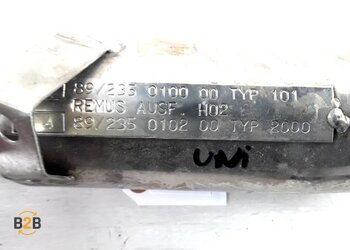 89/235 0100 00 TYP 101
REMUS AUSF. H02
A 89/235 0102 00 TYP 2000
UNI
B2B